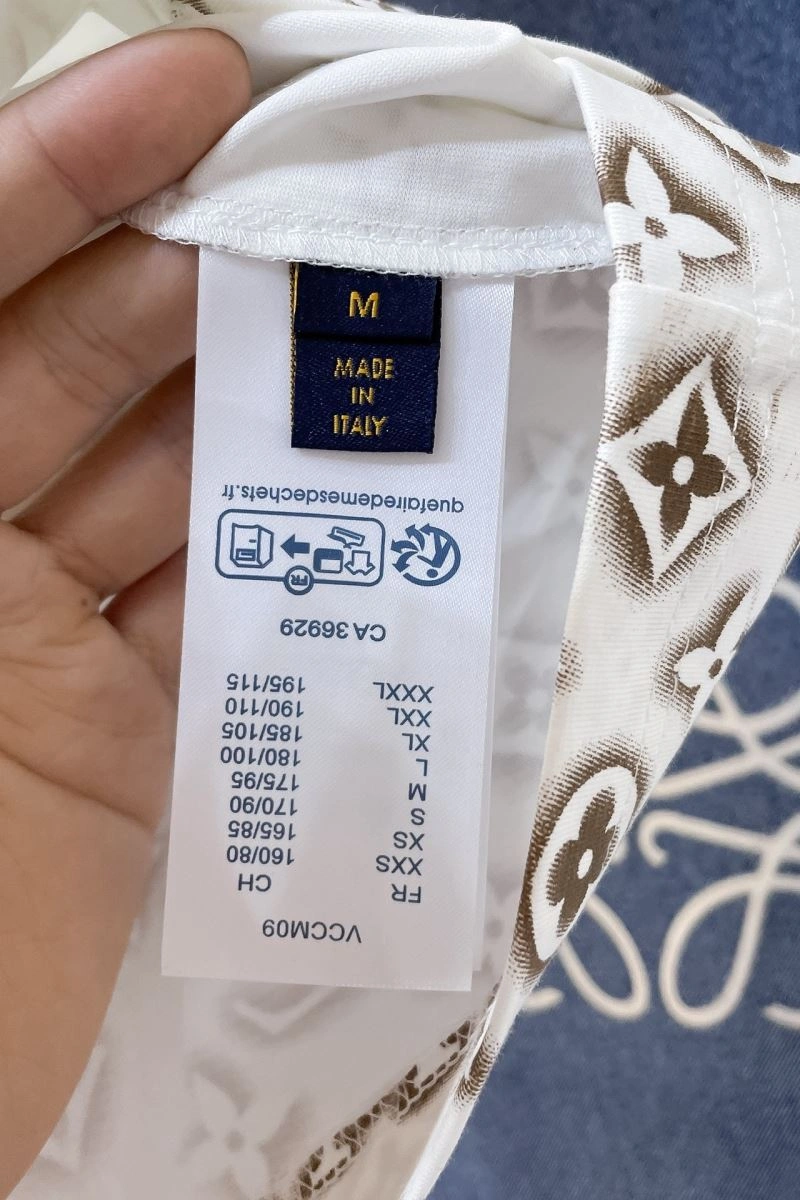 M
MADE
IN
ITALY
VCCM09
FR CH
XXS 160/80
XS 165/85
S 170/90
M 175/95
L 180/100
XL 185/105
XXL 190/110
XXXL 195/115
CA 36929
FR
quefairedemesdechets.fr